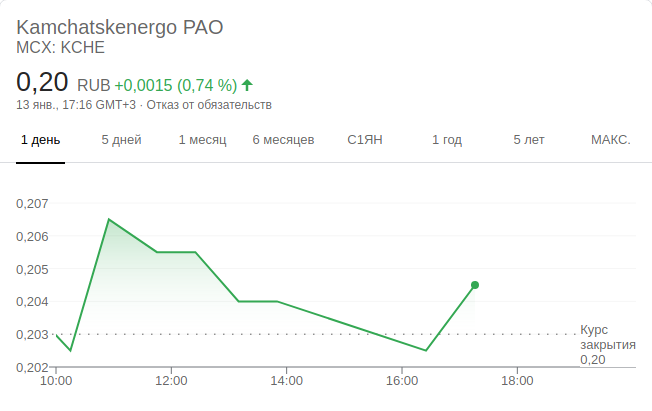 Kamchatskenergo PAO
MCX: KCHE
0,20 RUB +0,0015 (0,74 %)
13 янв., 17:16 GMT+3 · Отказ от обязательств
1 день 5 дней 1 месяц 6 месяцев С1ЯН 1 год 5 лет МАКС.
0,207
0,206
0,205
0,204
0,203
0,202
Курс
закрытия
0,20
10:00 12:00 14:00 16:00 18:00